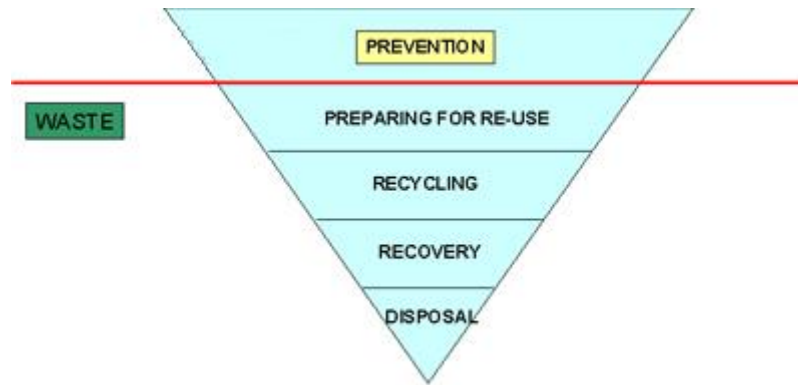 PREVENTION
WASTE
PREPARING FOR RE-USE
RECYCLING
RECOVERY
DISPOSAL